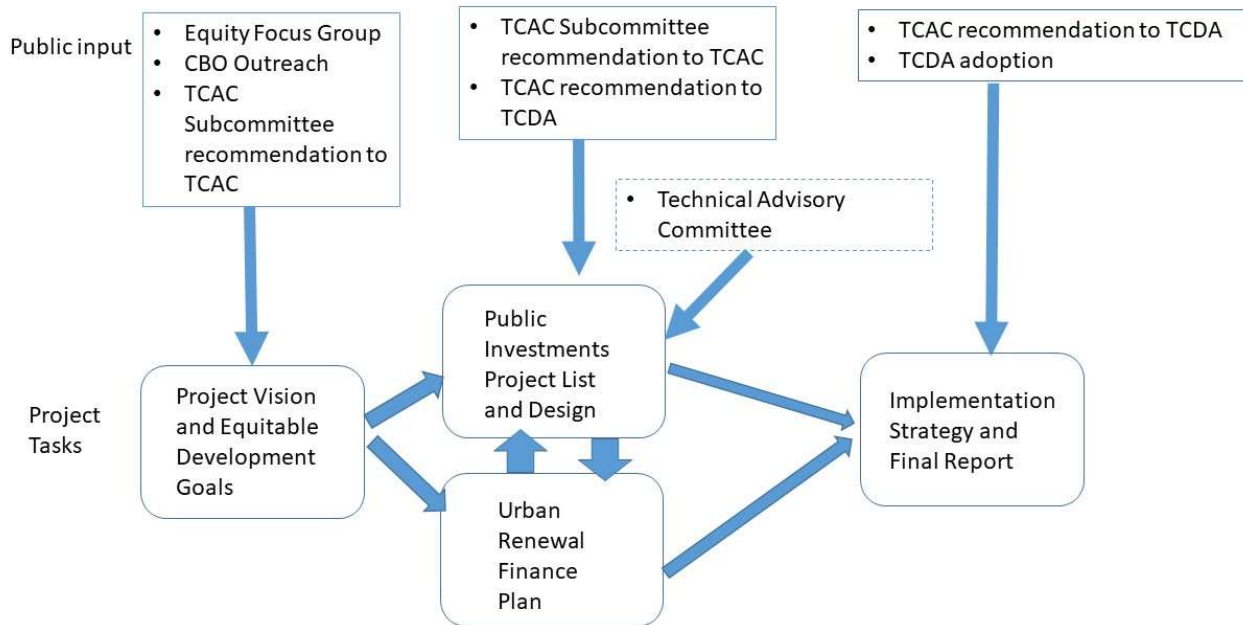 Public input
• Equity Focus Group
• CBO Outreach
• TCAC
Subcommittee
recommendation to
TCAC
• TCAC Subcommittee
recommendation to TCAC
• TCAC recommendation to
TCDA
• TCAC recommendation to TCDA
• TCDA adoption
• Technical Advisory
Committee
Project
Tasks
Project Vision
and Equitable
Development
Goals
Public
Investments
Project List
and Design
Urban
Renewal
Finance
Plan
Implementation
Strategy and
Final Report